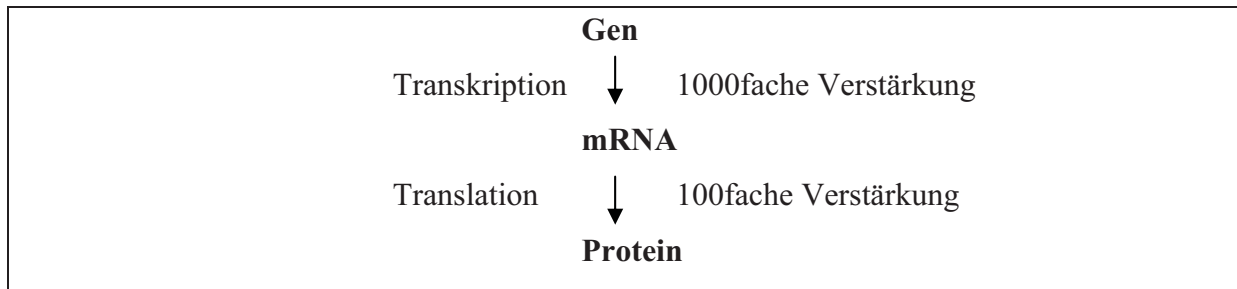 Gen
Transkription 1000fache Verstärkung
mRNA
Translation 100fache Verstärkung
Protein